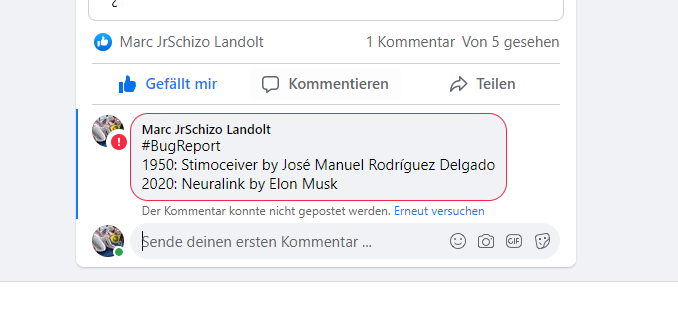 ¿
Marc JrSchizo Landolt
1 Kommentar Von 5 gesehen
Gefällt mir Kommentieren Teilen
Marc JrSchizo Landolt
#BugReport
1950: Stimoceiver by José Manuel Rodríguez Delgado
2020: Neuralink by Elon Musk
Der Kommentar konnte nicht gepostet werden. Erneut versuchen
Sende deinen ersten Kommentar ...
GIF